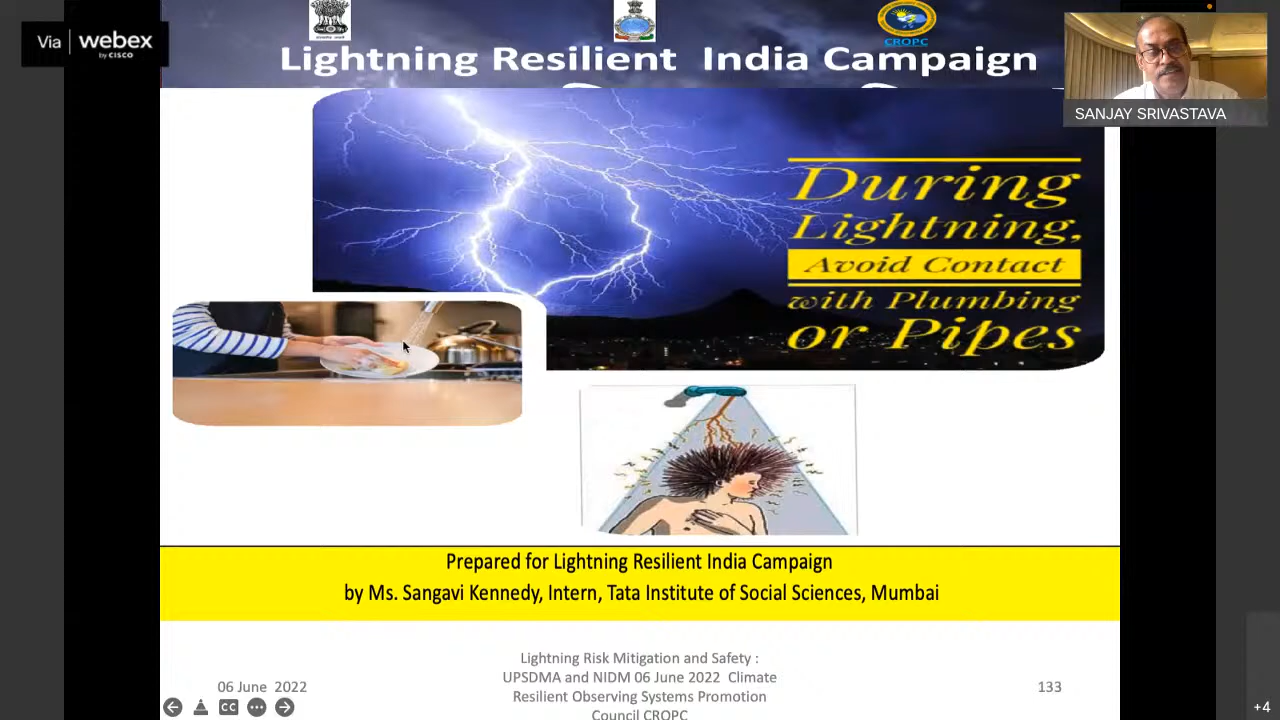 Via webex
by CISCO
CROPC
Lightning Resilient India Campaign
SANJAY SRIVASTAVA
During
Lightning,
Avoid Contact
with Plumbing
or Pipes
Prepared for Lightning Resilient India Campaign
by Ms. Sangavi Kennedy, Intern, Tata Institute of Social Sciences, Mumbai
06 June 2022
Lightning Risk Mitigation and Safety :
UPSDMA and NIDM 06 June 2022 Climate
Resilient Observing Systems Promotion
Council CROPC
133
CC
+4